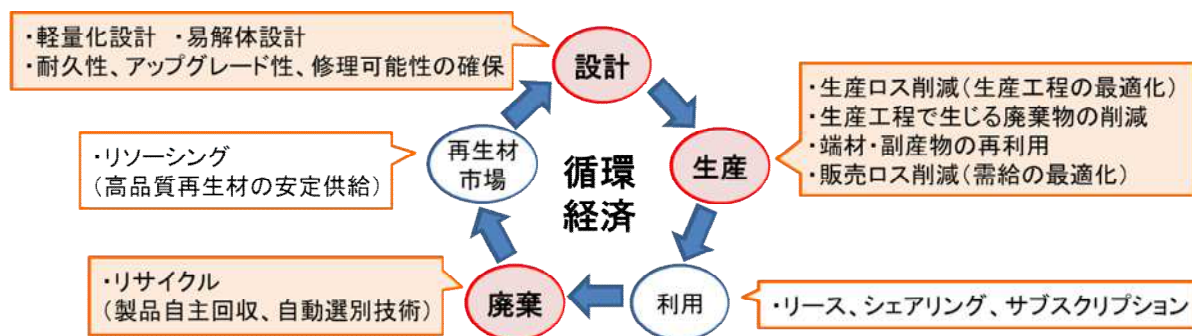 ・軽量化設計 ・易解体設計
・耐久性、アップグレード性、修理可能性の確保
設計
・生産ロス削減(生産工程の最適化)
・生産工程で生じる廃棄物の削減
・端材・副産物の再利用
・販売ロス削減(需給の最適化)
生産
・リソーシング
(高品質再生材の安定供給)
再生材
市場
循環
経済
・リサイクル
(製品自主回収、自動選別技術)
廃棄
利用
・リース、シェアリング、サブスクリプション